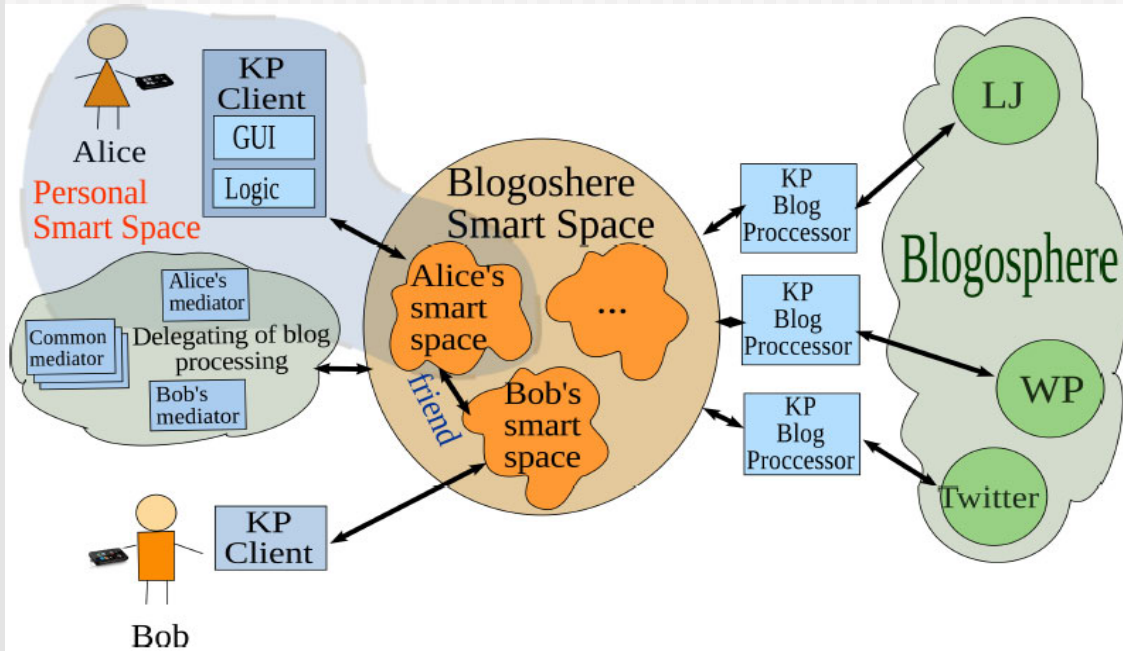 Alice
Personal
Smart Space
KP
Client
GUI
Logic
Alice's
mediator
Common
mediator
Delegating of blog
processing
Bob's
mediator
Bob
KP
Client
Blogoshere
Smart Space
Alice's
smart
space
...
friend
Bob's
smart
space
KP
Blog
Proccessor
KP
Blog
Proccessor
KP
Blog
Proccessor
LJ
Blogosphere
WP
Twitter